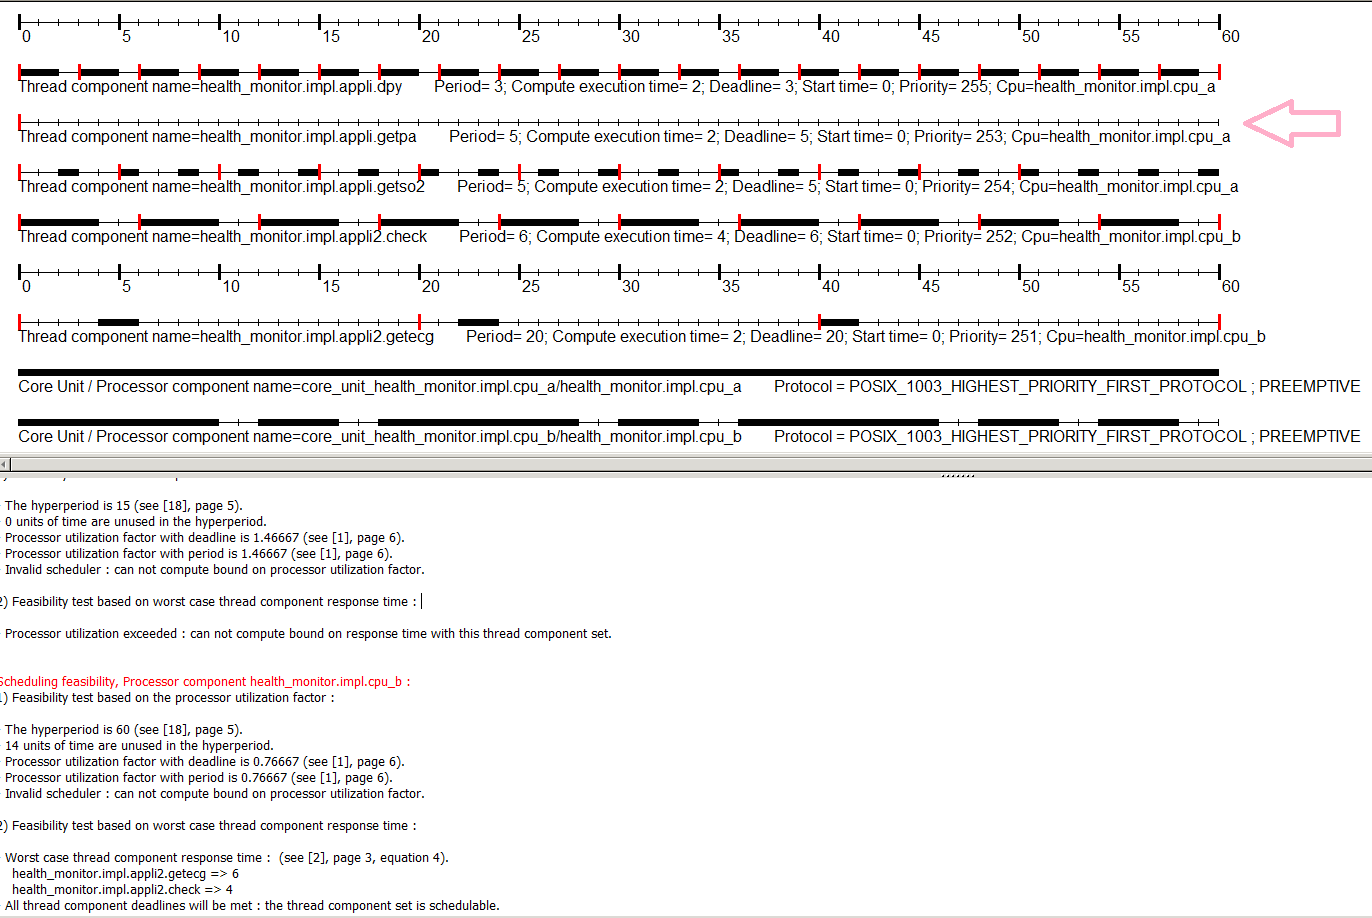 0 5 10 15 20 25 30 35 40 45 50 55 60
Thread component name=health_monitor.impl.appli.dpy Period= 3; Compute execution time= 2; Deadline= 3; Start time= 0; Priority= 255; Cpu=health_monitor.impl.cpu_a
Thread component name=health_monitor.impl.appli.getpa Period= 5; Compute execution time= 2; Deadline= 5; Start time= 0; Priority= 253; Cpu=health_monitor.impl.cpu_a
Thread component name=health_monitor.impl.appli.getso2 Period= 5; Compute execution time= 2; Deadline= 5; Start time= 0; Priority= 254; Cpu=health_monitor.impl.cpu_a
Thread component name=health_monitor.impl.appli2.check Period= 6; Compute execution time= 4; Deadline= 6; Start time= 0; Priority= 252; Cpu=health_monitor.impl.cpu_b
0 5 10 15 20 25 30 35 40 45 50 55 60
Thread component name=health_monitor.impl.appli2.getecg Period= 20; Compute execution time= 2; Deadline= 20; Start time= 0; Priority= 251; Cpu=health_monitor.impl.cpu_b
Core Unit / Processor component name=core_unit_health_monitor.impl.cpu_a/health_monitor.impl.cpu_a Protocol = POSIX_1003_HIGHEST_PRIORITY_FIRST_PROTOCOL ; PREEMPTIVE
Core Unit / Processor component name=core_unit_health_monitor.impl.cpu_b/health_monitor.impl.cpu_b Protocol = POSIX_1003_HIGHEST_PRIORITY_FIRST_PROTOCOL ; PREEMPTIVE
The hyperperiod is 15 (see [18], page 5).
0 units of time are unused in the hyperperiod.
Processor utilization factor with deadline is 1.46667 (see [1], page 6).
Processor utilization factor with period is 1.46667 (see [1], page 6).
Invalid scheduler : can not compute bound on processor utilization factor.
2) Feasibility test based on worst case thread component response time :
Processor utilization exceeded : can not compute bound on response time with this thread component set.
Scheduling feasibility, Processor component health_monitor.impl.cpu_b :
1) Feasibility test based on the processor utilization factor :
The hyperperiod is 60 (see [18], page 5).
14 units of time are unused in the hyperperiod.
Processor utilization factor with deadline is 0.76667 (see [1], page 6).
Processor utilization factor with period is 0.76667 (see [1], page 6).
Invalid scheduler : can not compute bound on processor utilization factor.
2) Feasibility test based on worst case thread component response time :
Worst case thread component response time : (see [2], page 3, equation 4).
health_monitor.impl.appli2.getecg => 6
health_monitor.impl.appli2.check => 4
All thread component deadlines will be met : the thread component set is schedulable.